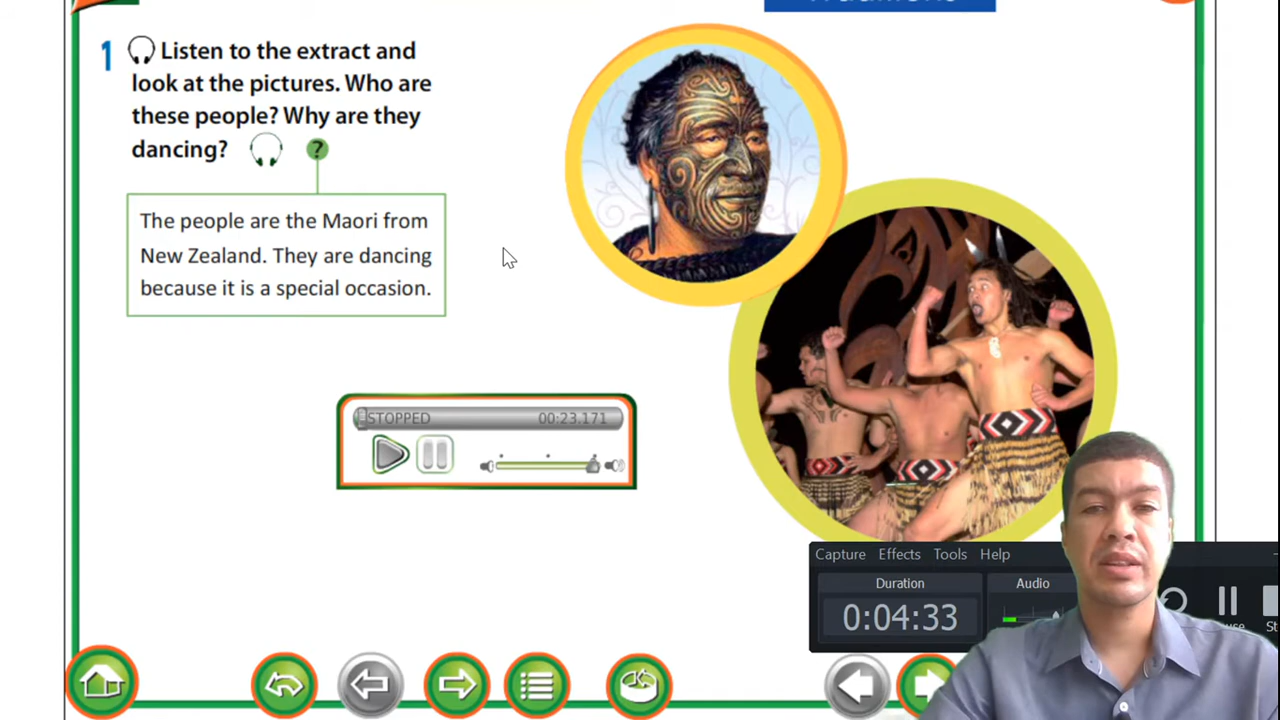 1 Listen to the extract and
look at the pictures. Who are
these people? Why are they
dancing? ?
The people are the Maori from
New Zealand. They are dancing
because it is a special occasion.
STOPPED 00:23.171
Capture Effects Tools Help
Duration Audio
0:04:33